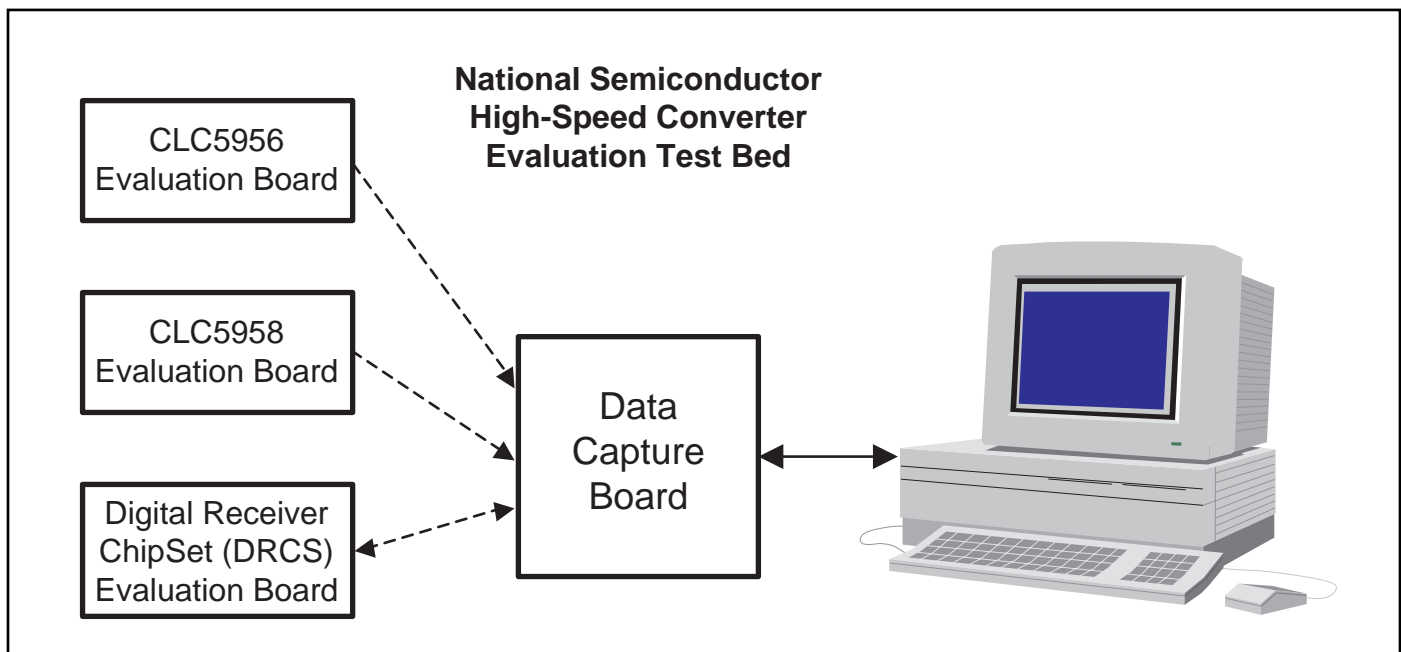 National Semiconductor
High-Speed Converter
Evaluation Test Bed
CLC5956
Evaluation Board
CLC5958
Evaluation Board
Digital Receiver
ChipSet (DRCS)
Evaluation Board
Data
Capture
Board